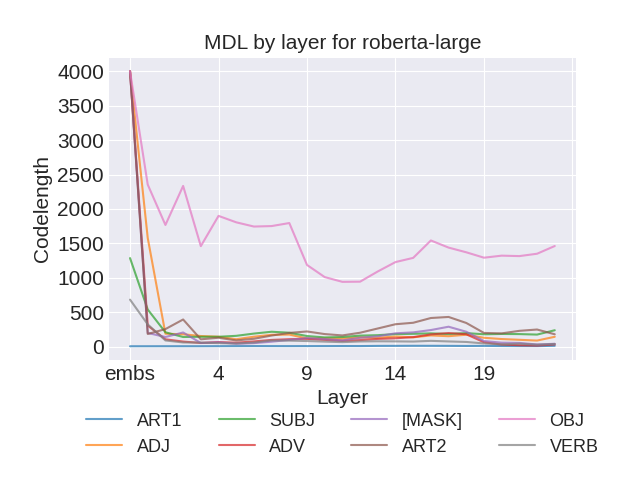 MDL by layer for roberta-large
Codelength
4000
3500
3000
2500
2000
1500
1000
500
0
embs 4 9 14 19
Layer
ART1 SUBJ [MASK] OBJ
ADJ ADV ART2 VERB